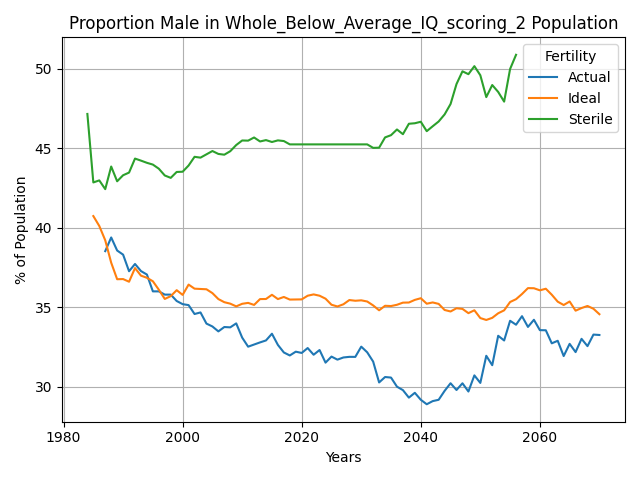 Proportion Male in Whole_Below_Average_IQ_scoring_2 Population
Fertility
Actual
Ideal
Sterile
% of Population
50
45
40
35
30
1980
2000
2020
2040
2060
Years